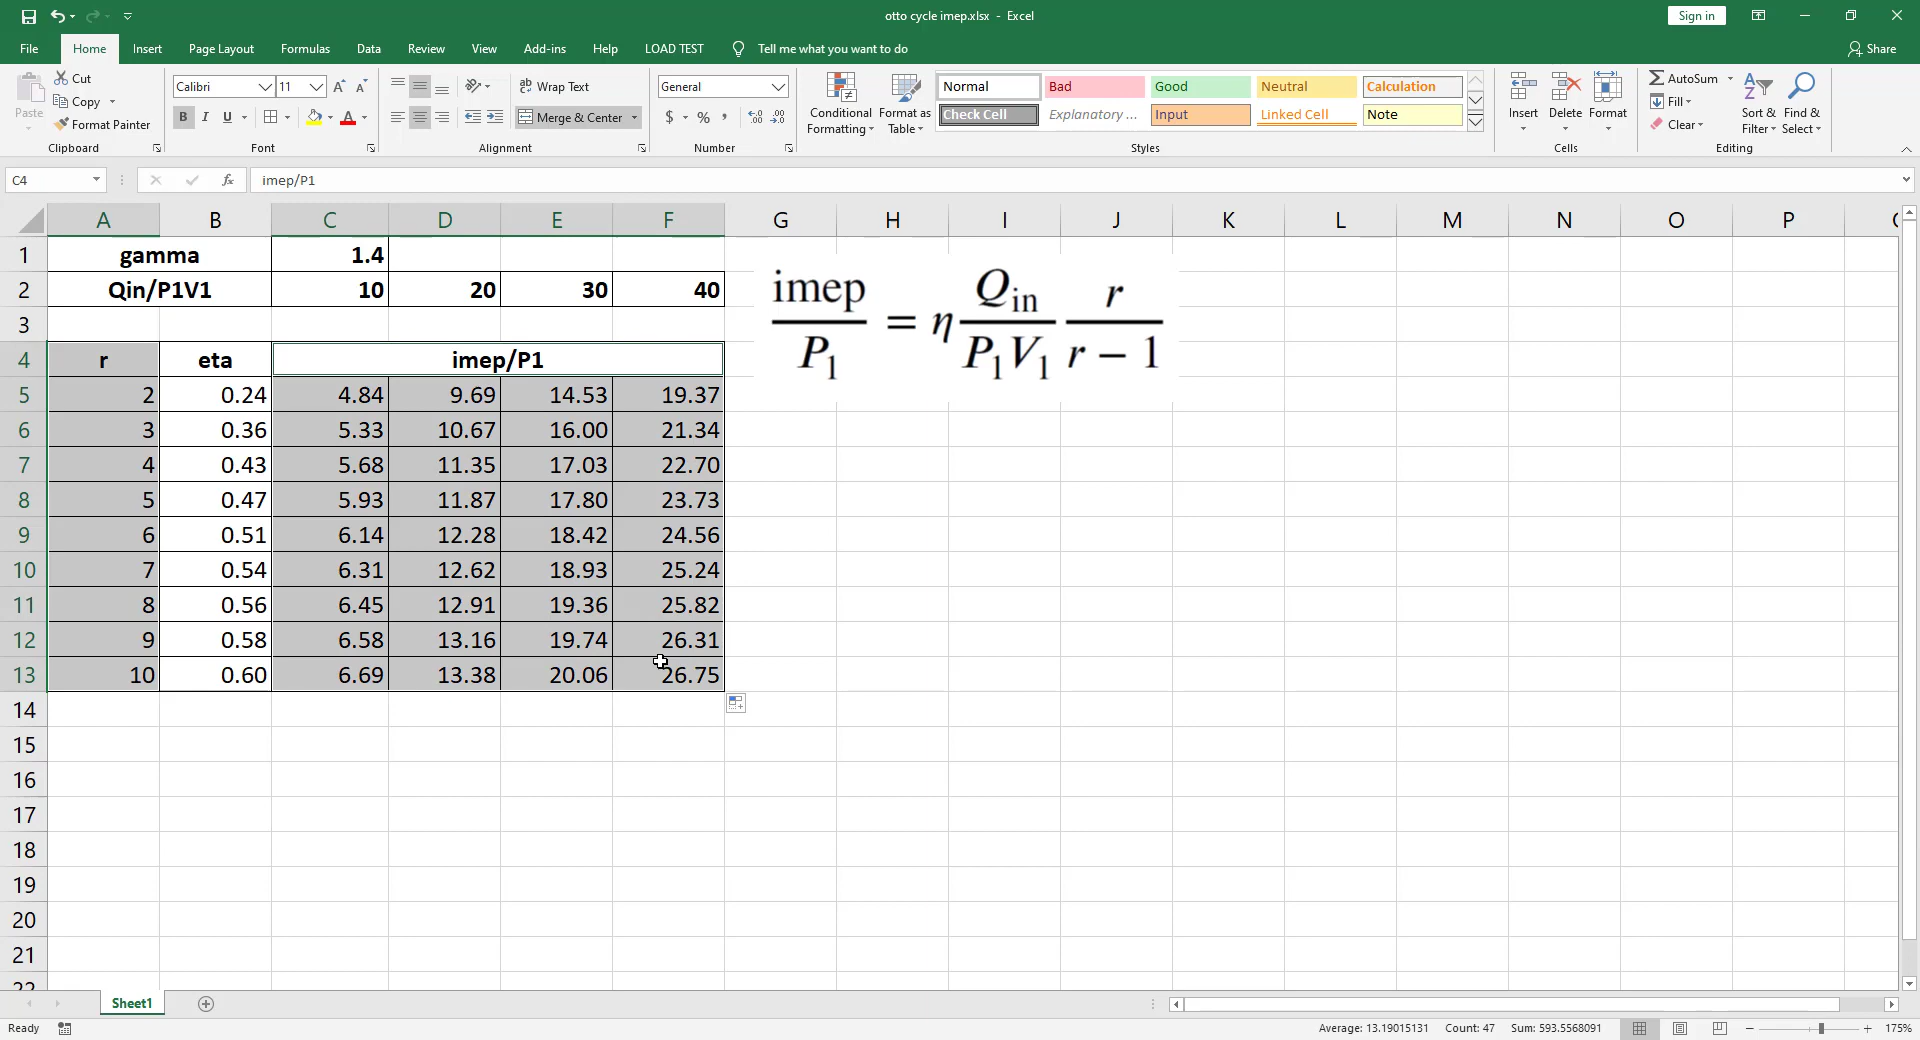 otto cycle imep.xlsx - Excel
Sign in
File Home Insert Page Layout Formulas Data Review View Add-ins Help LOAD TEST Tell me what you want to do Share
Paste Cut Copy Format Painter Clipboard
Calibri 11 B I U Font
Wrap Text Merge & Center Alignment
General $ % , Number
Conditional Formatting Format as Table
Normal Bad Good Neutral Calculation
Check Cell Explanatory ... Input Linked Cell Note
Styles
Insert Delete Format Cells
AutoSum Fill Clear Sort & Filter Find & Select Editing
C4 fx imep/P1
A B C D E F G H I J K L M N O P
1 gamma 1.4
2 Qin/P1V1 10 20 30 40
3
4 r eta imep/P1
5 2 0.24 4.84 9.69 14.53 19.37
6 3 0.36 5.33 10.67 16.00 21.34
7 4 0.43 5.68 11.35 17.03 22.70
8 5 0.47 5.93 11.87 17.80 23.73
9 6 0.51 6.14 12.28 18.42 24.56
10 7 0.54 6.31 12.62 18.93 25.24
11 8 0.56 6.45 12.91 19.36 25.82
12 9 0.58 6.58 13.16 19.74 26.31
13 10 0.60 6.69 13.38 20.06 26.75
14
15
16
17
18
19
20
21
22
imep/P₁ = η Qin/P₁V₁ r/r − 1
Sheet1
Ready Average: 13.19015131 Count: 47 Sum: 593.5568091 175%